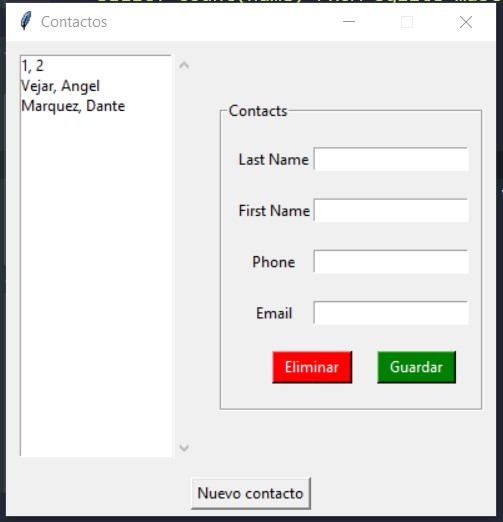 Contactos
1, 2
Vejar, Angel
Marquez, Dante
Contacts
Last Name
First Name
Phone
Email
Eliminar
Guardar
Nuevo contacto